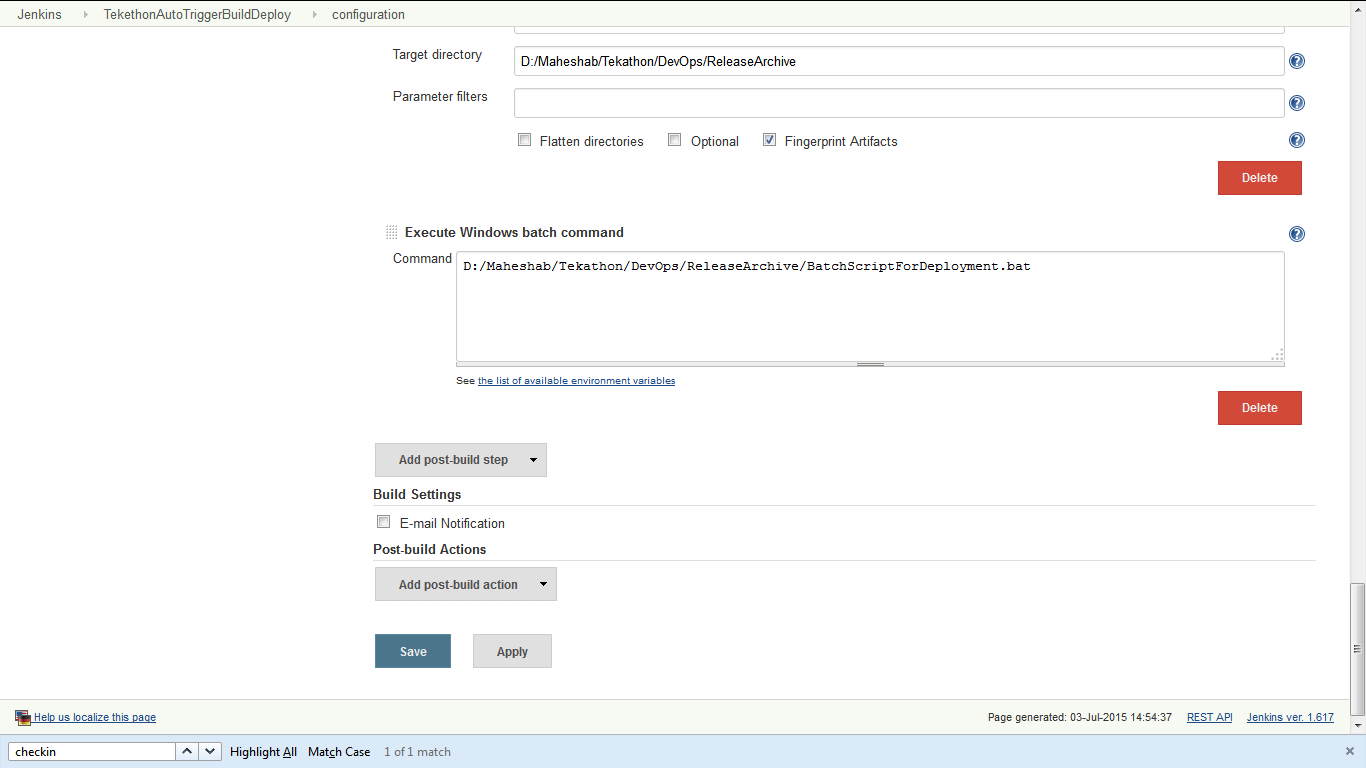 Jenkins TekethonAutoTriggerBuildDeploy configuration
Target directory D:/Maheshab/Tekathon/DevOps/ReleaseArchive
Parameter filters
Flatten directories Optional Fingerprint Artifacts
Delete
Execute Windows batch command
Command D:/Maheshab/Tekathon/DevOps/ReleaseArchive/BatchScriptForDeployment.bat
See the list of available environment variables
Delete
Add post-build step
Build Settings
E-mail Notification
Post-build Actions
Add post-build action
Save Apply
Help us localize this page Page generated: 03-Jul-2015 14:54:37 REST API Jenkins ver. 1.617
checkin Highlight All Match Case 1 of 1 match